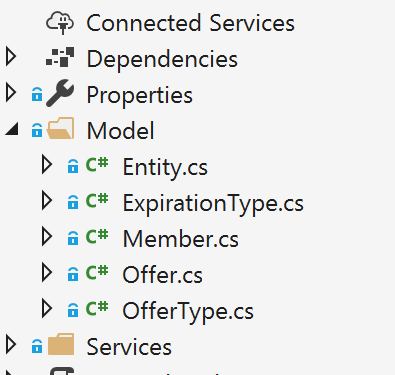 Connected Services
Dependencies
Properties
Model
C# Entity.cs
C# ExpirationType.cs
C# Member.cs
C# Offer.cs
C# OfferType.cs
Services